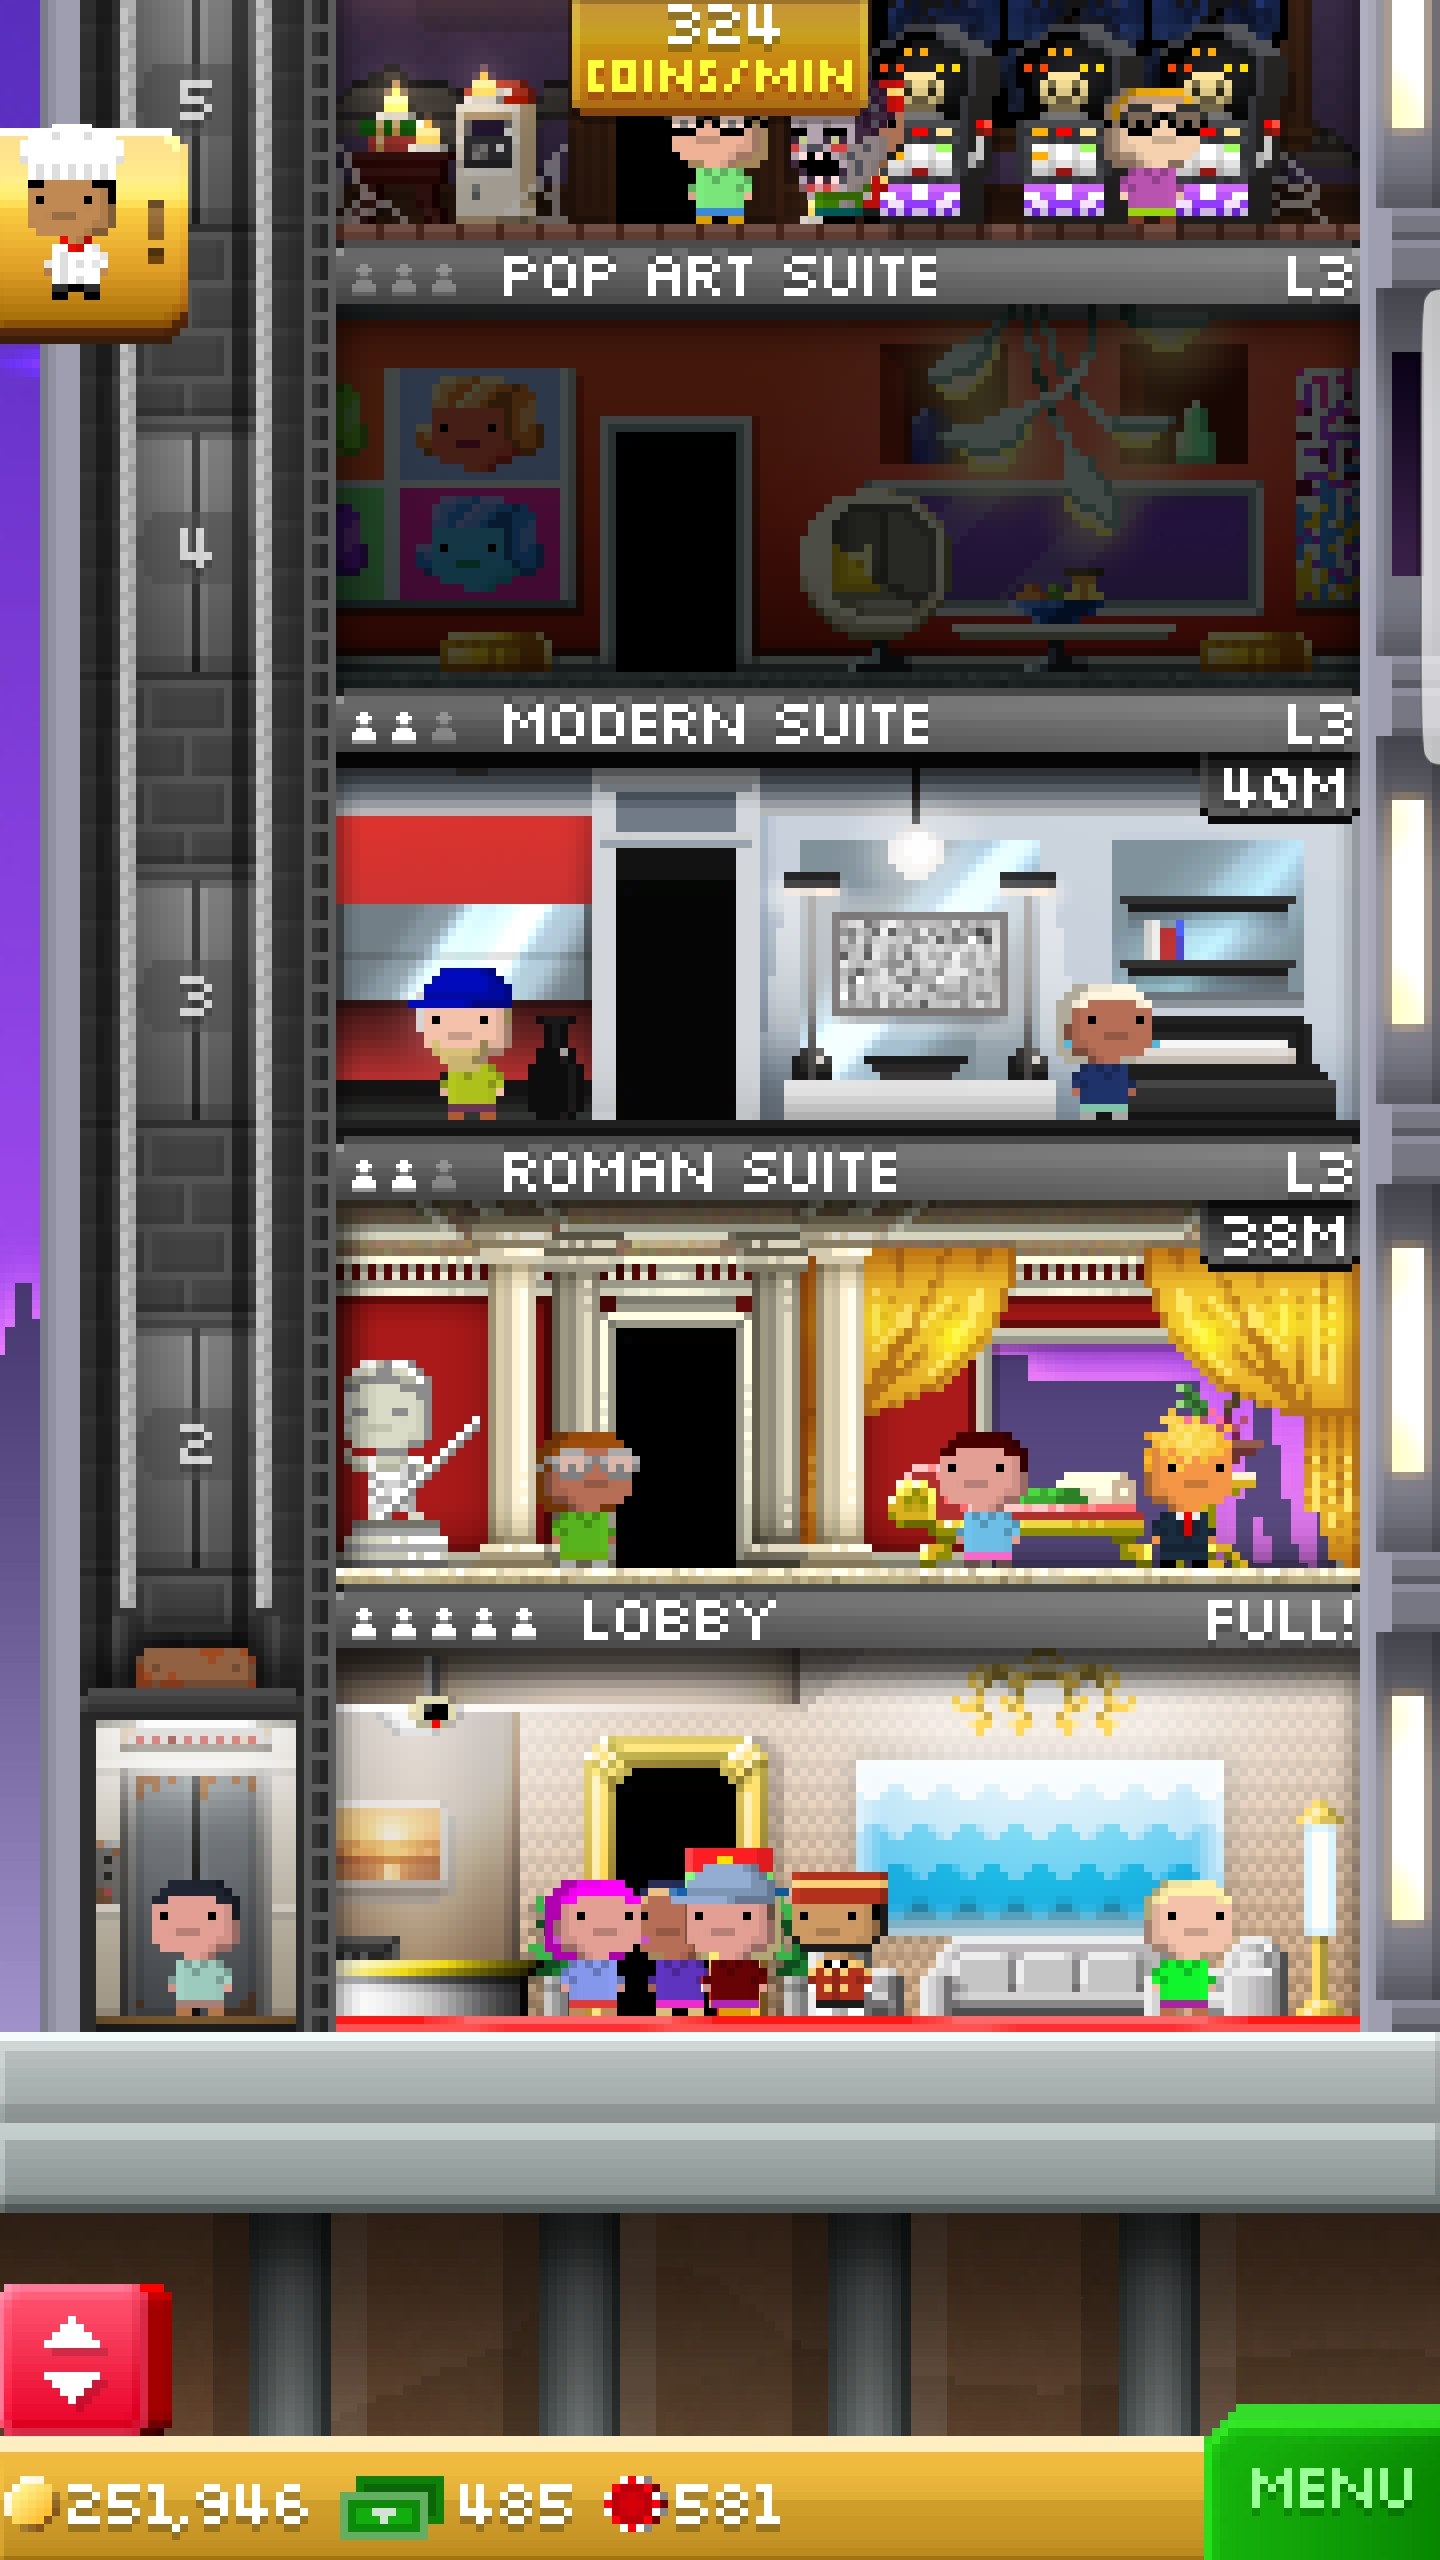 324
COINS/MIN
5
!
POP ART SUITE L3
4
MODERN SUITE L3
40M
3
ROMAN SUITE L3
38M
2
LOBBY FULL!
251,946 485 581
MENU